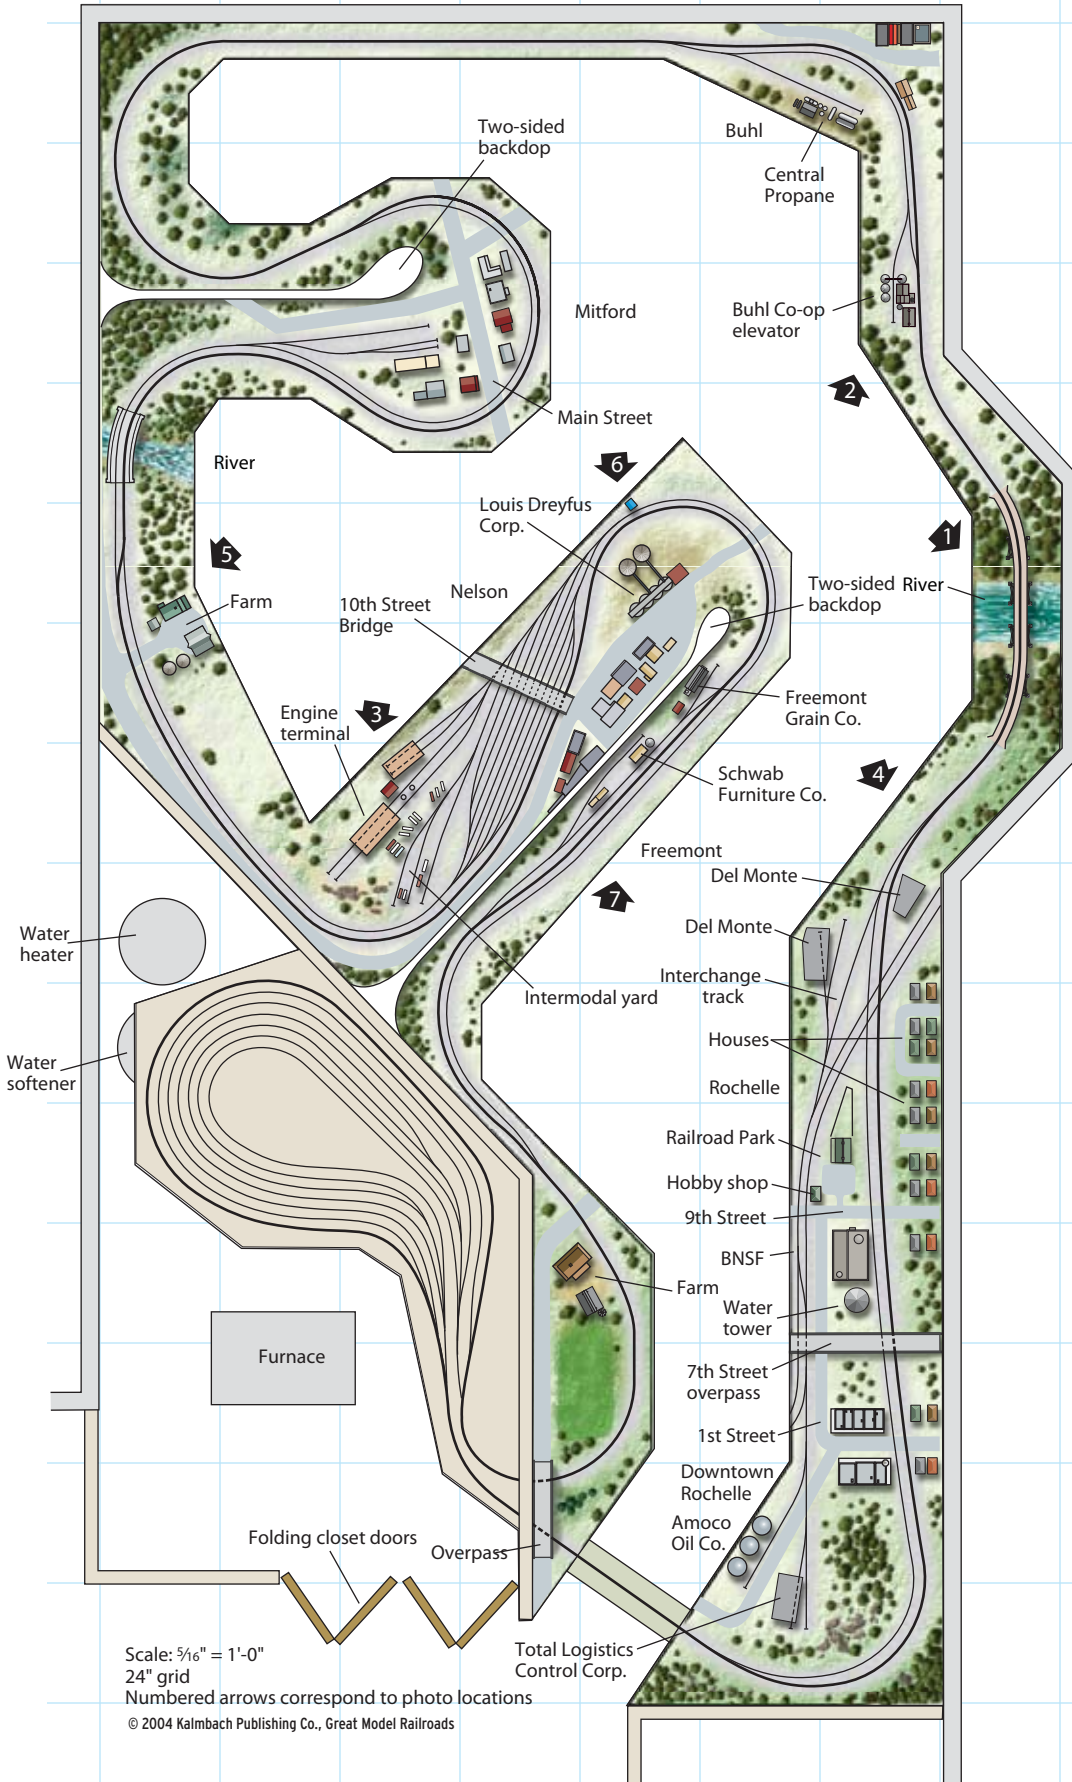 Two-sided
backdop
Buhl
Central
Propane
Mitford
Buhl Co-op
elevator
2
Main Street
River
6
Louis Dreyfus
Corp.
1
5
Nelson
Two-sided
backdop
River
Farm
10th Street
Bridge
Engine
terminal
3
Freemont
Grain Co.
4
Schwab
Furniture Co.
Freemont
Del Monte
7
Water
heater
Del Monte
Interchange
track
Intermodal yard
Houses
Water
softener
Rochelle
Railroad Park
Hobby shop
9th Street
BNSF
Farm
Water
tower
Furnace
7th Street
overpass
1st Street
Downtown
Rochelle
Amoco
Oil Co.
Folding closet doors
Overpass
Total Logistics
Control Corp.
Scale: 5/16" = 1'-0"
24" grid
Numbered arrows correspond to photo locations
© 2004 Kalmbach Publishing Co., Great Model Railroads